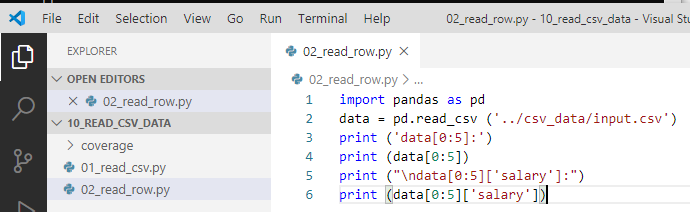 File Edit Selection View Go Run Terminal Help 02_read_row.py - 10_read_csv_data - Visual Stu
EXPLORER
02_read_row.py ×
OPEN EDITORS
× 02_read_row.py
10_READ_CSV_DATA
> coverage
01_read_csv.py
02_read_row.py
02_read_row.py > ...
1 import pandas as pd
2 data = pd.read_csv ('../csv_data/input.csv')
3 print ('data[0:5]:')
4 print (data[0:5])
5 print ("\ndata[0:5]['salary']:")
6 print (data[0:5]['salary'])